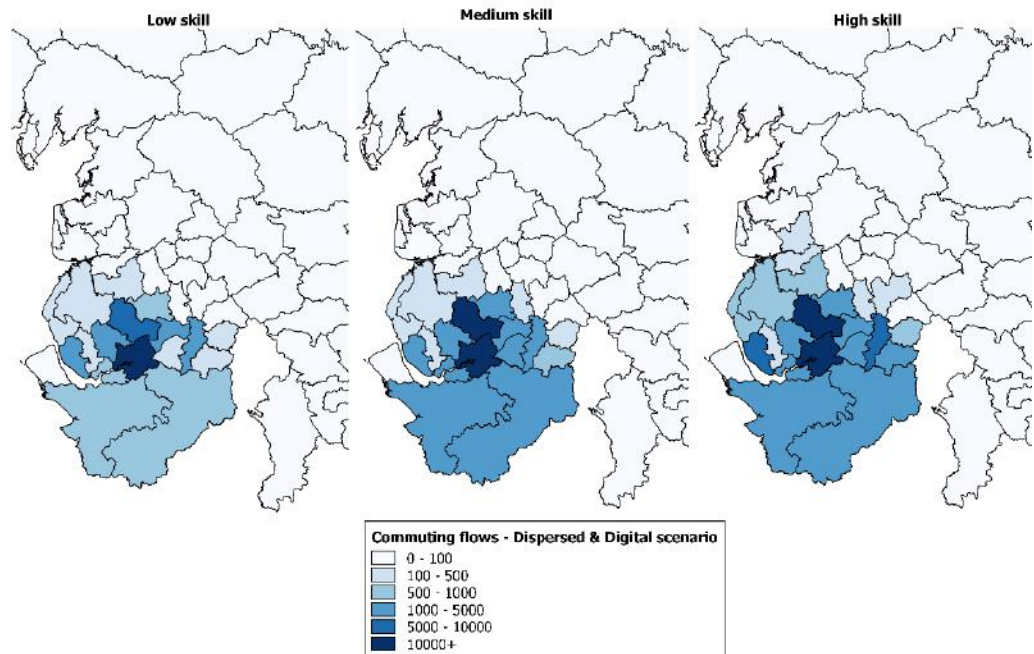 Low skill
Medium skill
High skill
Commuting flows - Dispersed & Digital scenario
0 - 100
100 - 500
500 - 1000
1000 - 5000
5000 - 10000
10000+